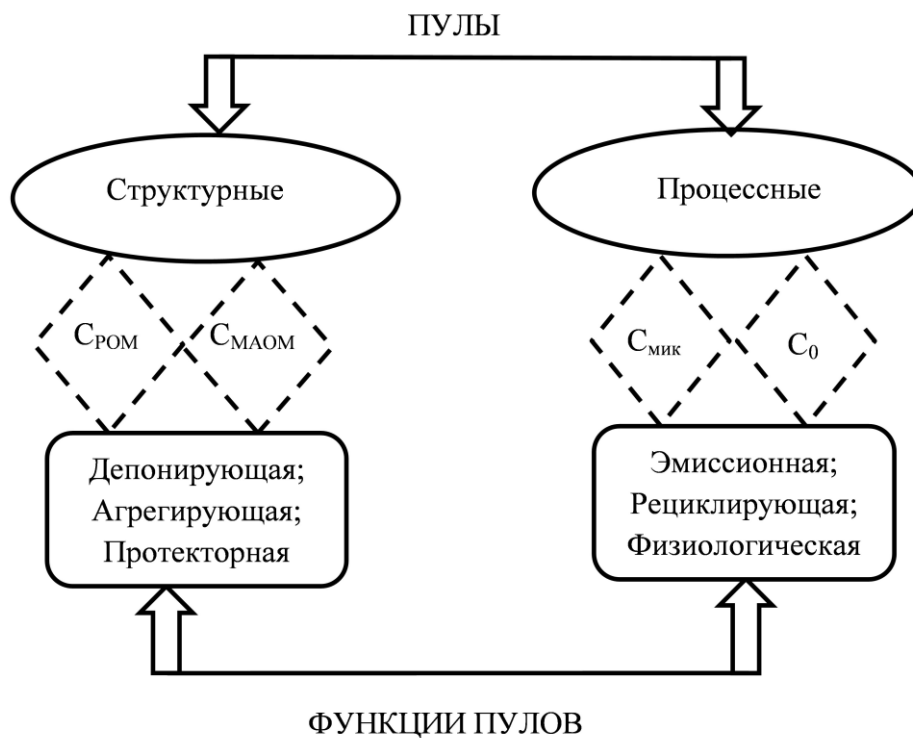 ПУЛЫ
Структурные
Процессные
C_POM
C_MAOM
C_мик
C_0
Депонирующая;
Агрегирующая;
Протекторная
Эмиссионная;
Рециклирующая;
Физиологическая
ФУНКЦИИ ПУЛОВ